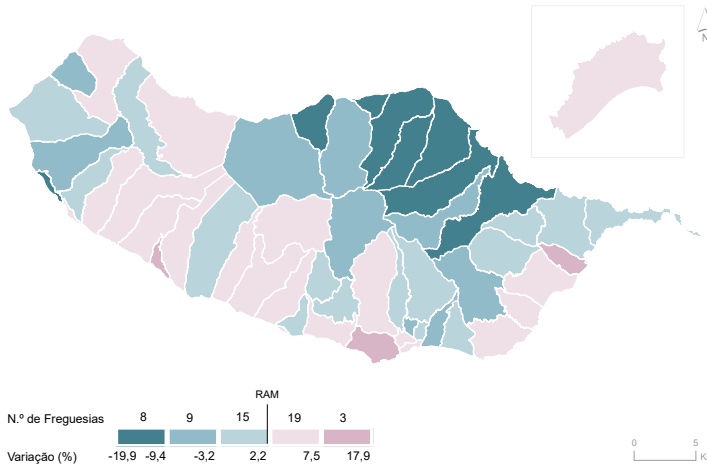 N
RAM
N.º de Freguesias 8 9 15 19 3
Variação (%) -19,9 -9,4 -3,2 2,2 7,5 17,9
0 5
K